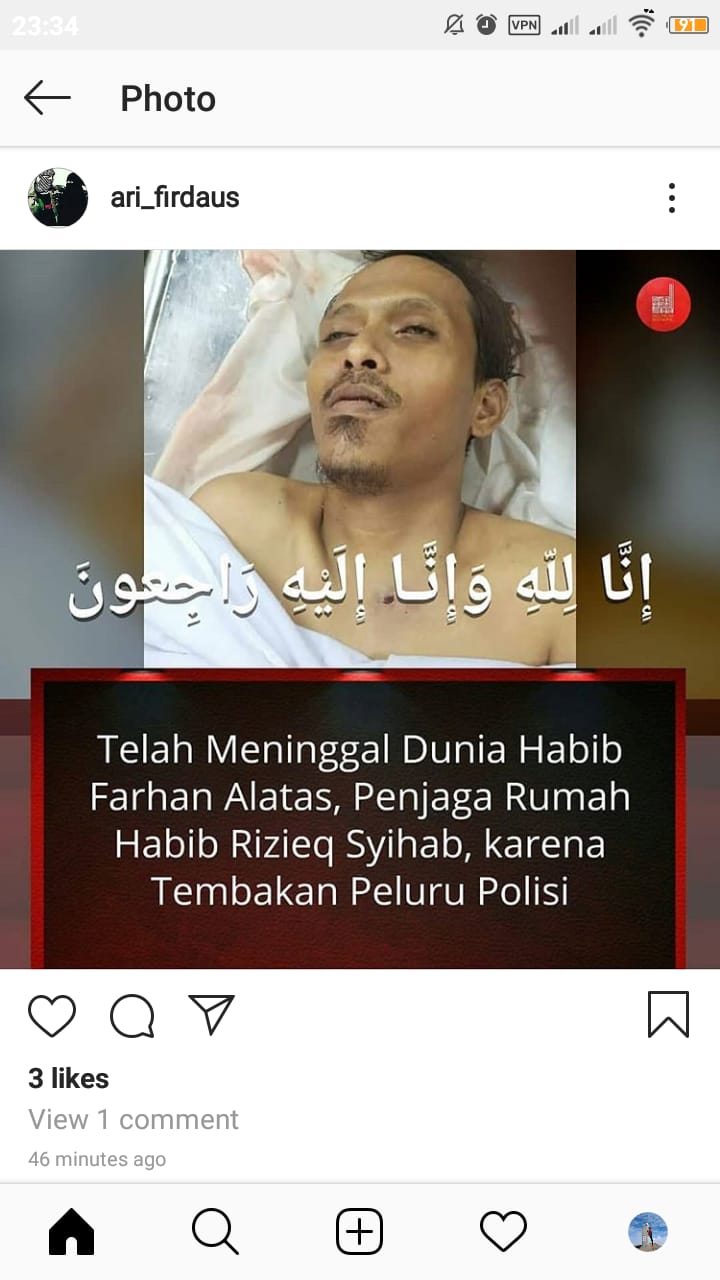 23:34
VPN
91
Photo
ari_firdaus
إِنَّا لِلّٰهِ وَإِنَّا إِلَيْهِ رَاجِعونَ
Telah Meninggal Dunia Habib
Farhan Alatas, Penjaga Rumah
Habib Rizieq Syihab, karena
Tembakan Peluru Polisi
3 likes
View 1 comment
46 minutes ago